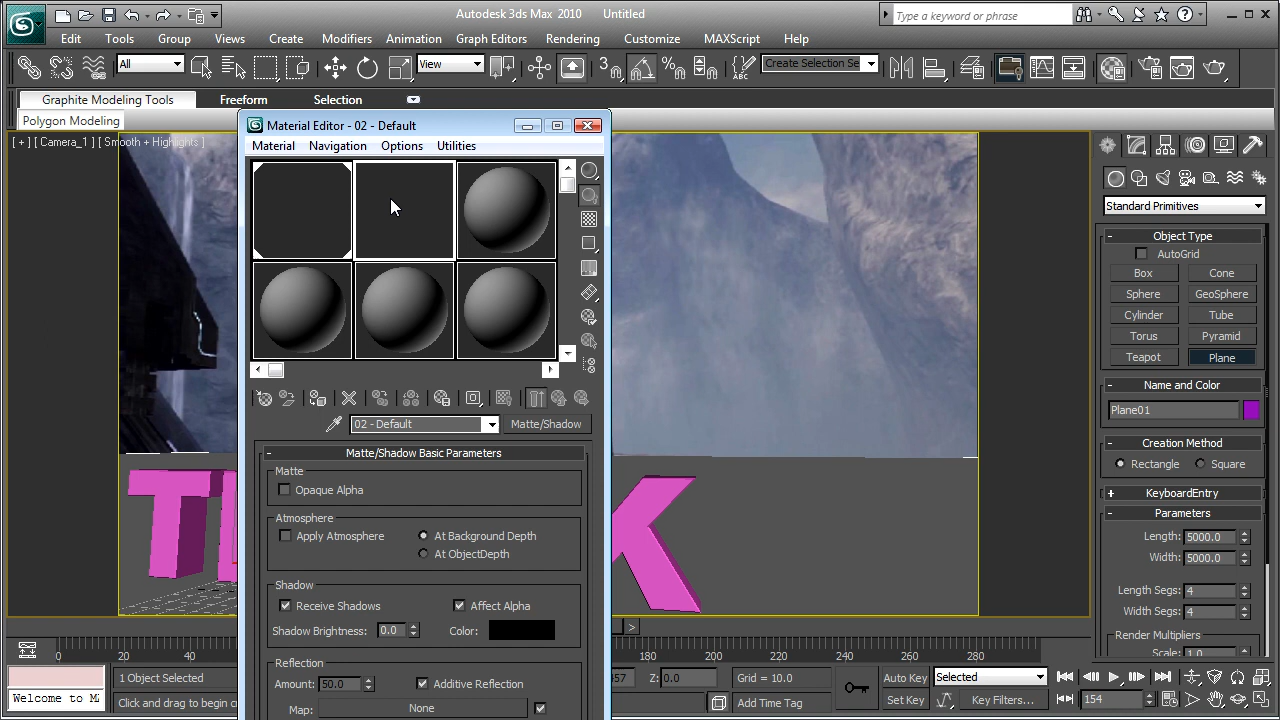 Autodesk 3ds Max 2010 Untitled
Type a keyword or phrase
Edit Tools Group Views Create Modifiers Animation Graph Editors Rendering Customize MAXScript Help
All View Create Selection Se
Graphite Modeling Tools Freeform Selection
Polygon Modeling
[ + ] [ Camera_1 ] [ Smooth + Highlights ]
Material Editor - 02 - Default
Material Navigation Options Utilities
02 - Default Matte/Shadow
- Matte/Shadow Basic Parameters
Matte
Opaque Alpha
Atmosphere
Apply Atmosphere At Background Depth
At ObjectDepth
Shadow
Receive Shadows Affect Alpha
Shadow Brightness: 0.0 Color:
Reflection
Amount: 50.0 Additive Reflection
Map: None
Standard Primitives
- Object Type
AutoGrid
Box Cone
Sphere GeoSphere
Cylinder Tube
Torus Pyramid
Teapot Plane
- Name and Color
Plane01
- Creation Method
Rectangle Square
+ KeyboardEntry
- Parameters
Length: 5000.0
Width: 5000.0
Length Segs: 4
Width Segs: 4
Render Multipliers
Scale: 1.0
T K
>
0 20 40 180 200 220 240 260 280
1 Object Selected 457 Z: 0.0 Grid = 10.0 Auto Key Selected
Welcome to M Click and drag to begin c Add Time Tag Set Key Key Filters... 154